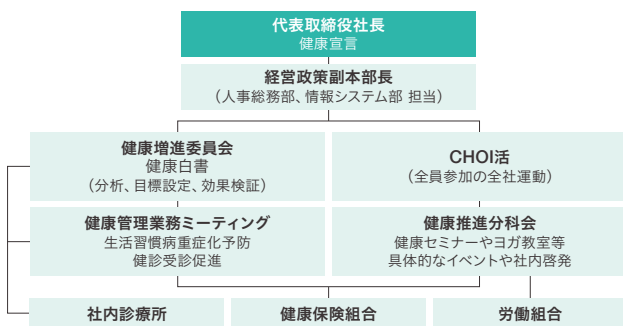 代表取締役社長
健康宣言
経営政策副本部長
（人事総務部、情報システム部 担当）
健康増進委員会
健康白書
（分析、目標設定、効果検証）
CHOI活
（全員参加の全社運動）
健康管理業務ミーティング
生活習慣病重症化予防
健診受診促進
健康推進分科会
健康セミナーやヨガ教室等
具体的なイベントや社内啓発
社内診療所
健康保険組合
労働組合